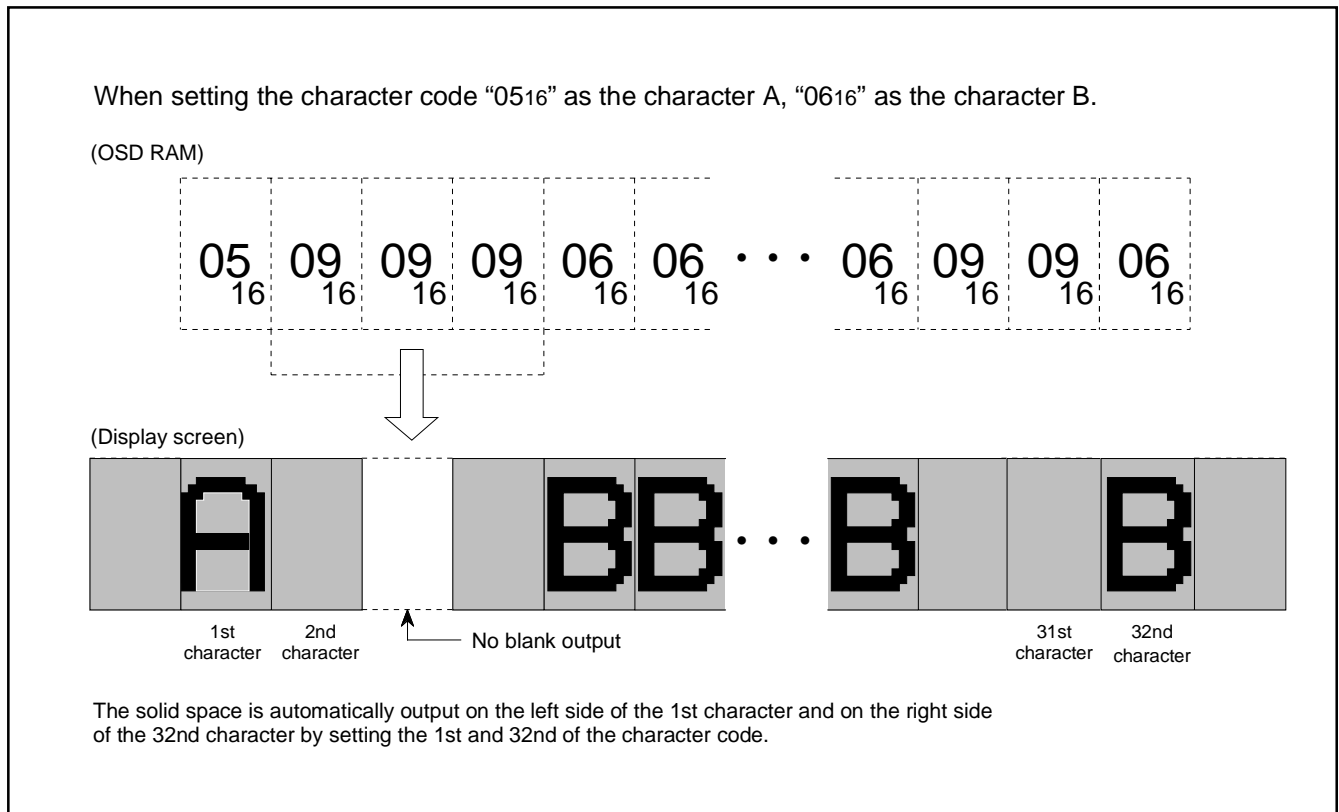 When setting the character code “05₁₆” as the character A, “06₁₆” as the character B.
(OSD RAM)
05₁₆ 09₁₆ 09₁₆ 09₁₆ 06₁₆ 06₁₆ • • • 06₁₆ 09₁₆ 09₁₆ 06₁₆
(Display screen)
A B B • • • B B
1st character 2nd character No blank output 31st character 32nd character
The solid space is automatically output on the left side of the 1st character and on the right side
of the 32nd character by setting the 1st and 32nd of the character code.